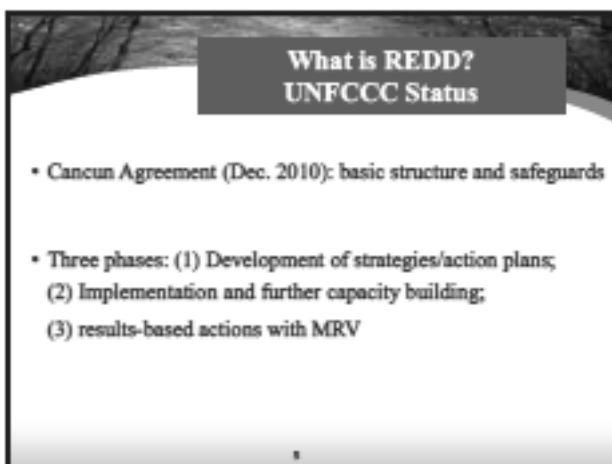 What is REDD?
UNFCCC Status
• Cancun Agreement (Dec. 2010): basic structure and safeguards
• Three phases: (1) Development of strategies/action plans;
(2) Implementation and further capacity building;
(3) results-based actions with MRV